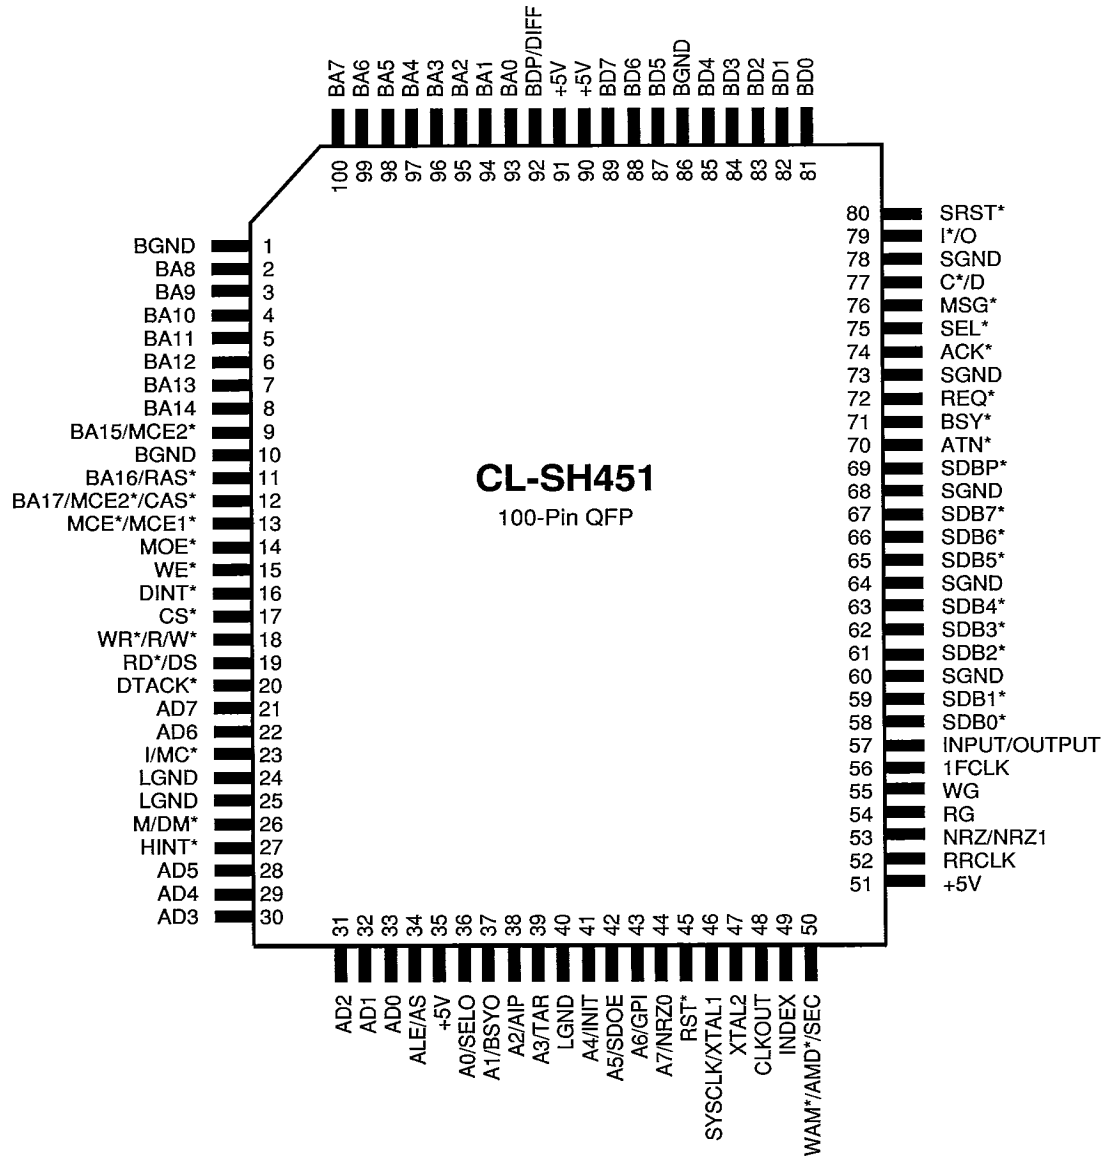 BA7
BA6
BA5
BA4
BA3
BA2
BA1
BA0
BDP/DIFF
+5V
+5V
BD7
BD6
BD5
BGND
BD4
BD3
BD2
BD1
BD0
100
99
98
97
96
95
94
93
92
91
90
89
88
87
86
85
84
83
82
81
BGND 1
BA8 2
BA9 3
BA10 4
BA11 5
BA12 6
BA13 7
BA14 8
BA15/MCE2* 9
BGND 10
BA16/RAS* 11
BA17/MCE2*/CAS* 12
MCE*/MCE1* 13
MOE* 14
WE* 15
DINT* 16
CS* 17
WR*/R/W* 18
RD*/DS 19
DTACK* 20
AD7 21
AD6 22
I/MC* 23
LGND 24
LGND 25
M/DM* 26
HINT* 27
AD5 28
AD4 29
AD3 30
CL-SH451
100-Pin QFP
80 SRST*
79 I*/O
78 SGND
77 C*/D
76 MSG*
75 SEL*
74 ACK*
73 SGND
72 REQ*
71 BSY*
70 ATN*
69 SDBP*
68 SGND
67 SDB7*
66 SDB6*
65 SDB5*
64 SGND
63 SDB4*
62 SDB3*
61 SDB2*
60 SGND
59 SDB1*
58 SDB0*
57 INPUT/OUTPUT
56 1FCLK
55 WG
54 RG
53 NRZ/NRZ1
52 RRCLK
51 +5V
31
32
33
34
35
36
37
38
39
40
41
42
43
44
45
46
47
48
49
50
AD2
AD1
AD0
ALE/AS
+5V
A0/SELO
A1/BSYO
A2/AIP
A3/TAR
LGND
A4/INIT
A5/SDOE
A6/GPI
A7/NRZ0
RST*
SYSCLK/XTAL1
XTAL2
CLKOUT
INDEX
WAM*/AMD*/SEC